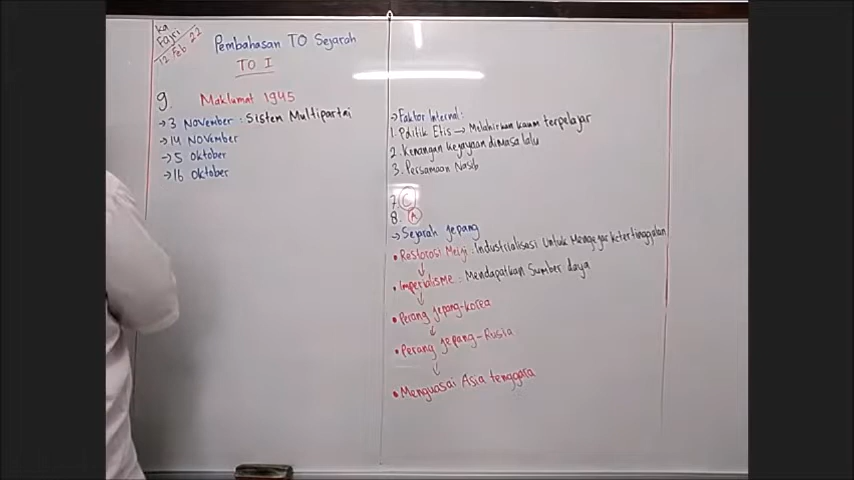 Ka
Fajri
12 Feb 22
Pembahasan TO Sejarah
TO I
9. Maklumat 1945
→ 3 November : Sistem Multipartai
→ 14 November
→ 5 Oktober
→ 16 Oktober
→ Faktor Internal :
1. Politik Etis → Melahirkan kaum terpelajar
2. Kenangan kejayaan dimasa lalu
3. Persamaan Nasib
7. C
8. A
→ Sejarah Jepang
• Restorasi Meiji : Industrialisasi untuk Mengejar ketertinggalan
↓
• Imperialisme : Mendapatkan Sumber daya
↓
• Perang Jepang-Korea
↓
• Perang Jepang-Rusia
↓
• Menguasai Asia tenggara